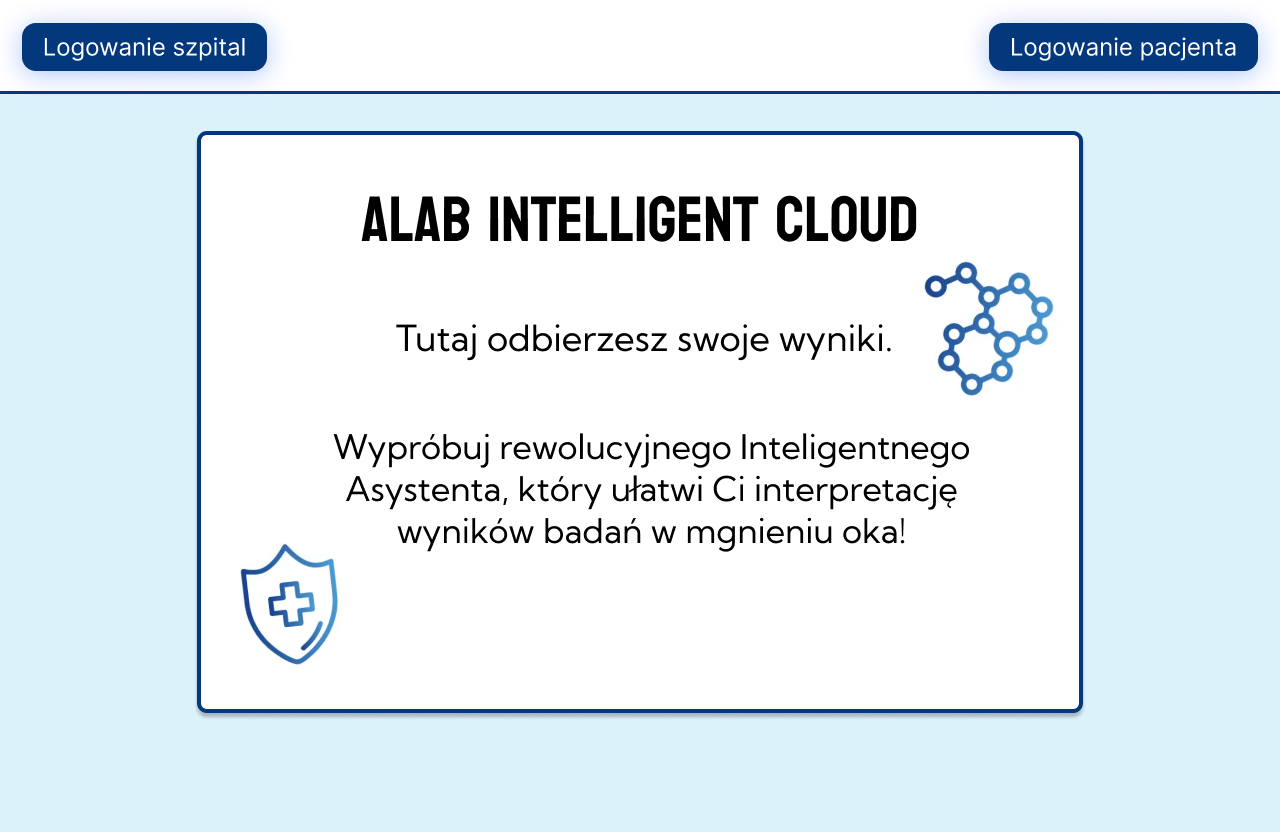 Logowanie szpital
Logowanie pacjenta
ALAB INTELLIGENT CLOUD
Tutaj odbierzesz swoje wyniki.
Wypróbuj rewolucyjnego Inteligentnego
Asystenta, który ułatwi Ci interpretację
wyników badań w mgnieniu oka!